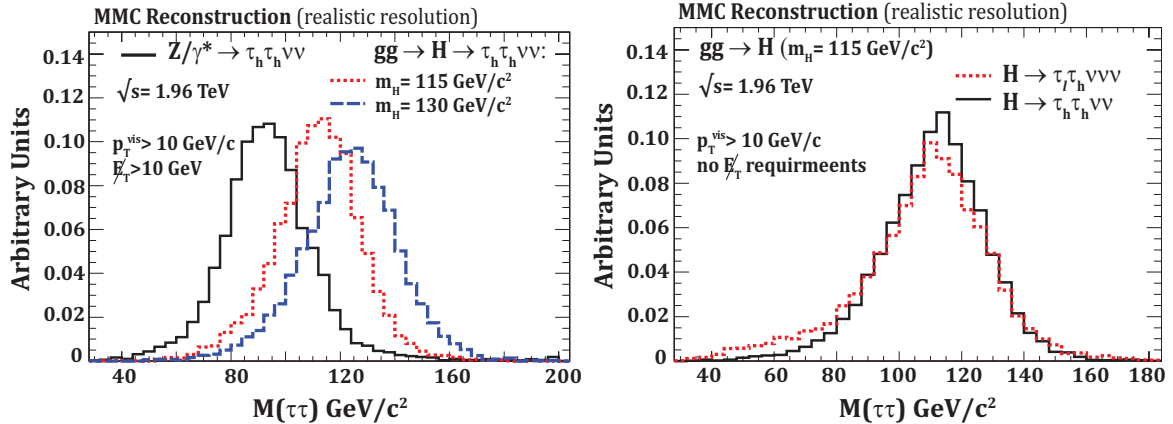 MMC Reconstruction (realistic resolution)
0.14
0.12
0.10
0.08
0.06
0.04
0.02
0
Arbitrary Units
Z/γ* → τhτhνν
√s= 1.96 TeV
pTvis> 10 GeV/c
E̸T>10 GeV
gg → H → τhτhνν:
mH= 115 GeV/c²
mH= 130 GeV/c²
40 80 120 160 200
M(ττ) GeV/c²
MMC Reconstruction (realistic resolution)
0.14
0.12
0.10
0.08
0.06
0.04
0.02
0
Arbitrary Units
gg → H (mH= 115 GeV/c²)
√s= 1.96 TeV
H → τlτhννν
H → τhτhνν
pTvis> 10 GeV/c
no E̸T requirments
40 60 80 100 120 140 160 180
M(ττ) GeV/c²